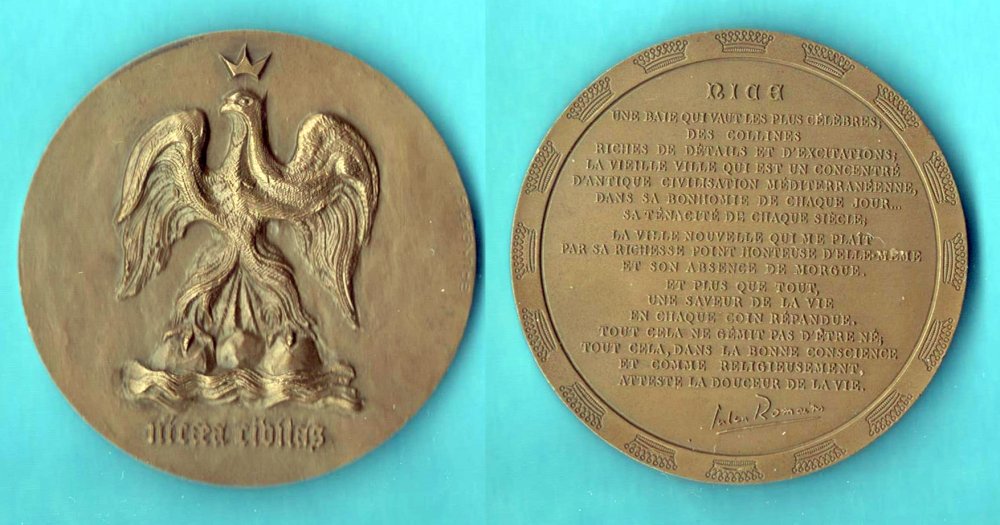 nicæa civitas
NICE
UNE BAIE QUI VAUT LES PLUS CÉLÈBRES;
DES COLLINES
RICHES DE DÉTAILS ET D'EXCITATIONS;
LA VIEILLE VILLE QUI EST UN CONCENTRÉ
D'ANTIQUE CIVILISATION MÉDITERRANÉENNE,
DANS SA BONHOMIE DE CHAQUE JOUR...
SA TÉNACITÉ DE CHAQUE SIÈCLE;
LA VILLE NOUVELLE QUI ME PLAÎT
PAR SA RICHESSE POINT HONTEUSE D'ELLE-MÊME
ET SON ABSENCE DE MORGUE.
ET PLUS QUE TOUT,
UNE SAVEUR DE LA VIE
EN CHAQUE COIN RÉPANDUE.
TOUT CELA NE GÉMIT PAS D'ÊTRE NÉ;
TOUT CELA, DANS LA BONNE CONSCIENCE
ET COMME RELIGIEUSEMENT,
ATTESTE LA DOUCEUR DE LA VIE.
Jules Romains